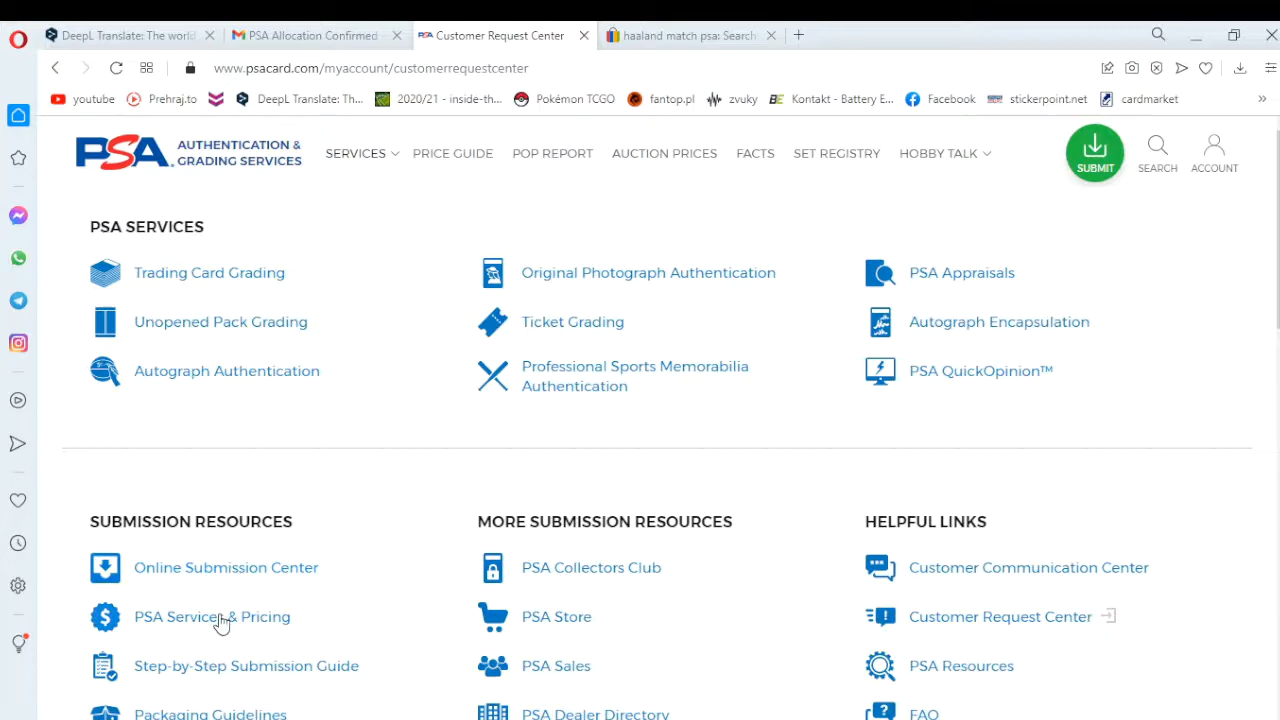 DeepL Translate: The world
PSA Allocation Confirmed
PSA Customer Request Center
haaland match psa: Search
www.psacard.com/myaccount/customerrequestcenter
youtube
Prehraj.to
DeepL Translate: Th...
2020/21 - inside-th...
Pokémon TCGO
fantop.pl
zvuky
BE Kontakt - Battery E...
Facebook
stickerpoint.net
cardmarket
PSA
AUTHENTICATION &
GRADING SERVICES
SERVICES
PRICE GUIDE
POP REPORT
AUCTION PRICES
FACTS
SET REGISTRY
HOBBY TALK
SUBMIT
SEARCH
ACCOUNT
PSA SERVICES
Trading Card Grading
Original Photograph Authentication
PSA Appraisals
Unopened Pack Grading
Ticket Grading
Autograph Encapsulation
Autograph Authentication
Professional Sports Memorabilia
Authentication
PSA QuickOpinion™
SUBMISSION RESOURCES
MORE SUBMISSION RESOURCES
HELPFUL LINKS
Online Submission Center
PSA Collectors Club
Customer Communication Center
PSA Services & Pricing
PSA Store
Customer Request Center
Step-by-Step Submission Guide
PSA Sales
PSA Resources
Packaging Guidelines
PSA Dealer Directory
FAQ